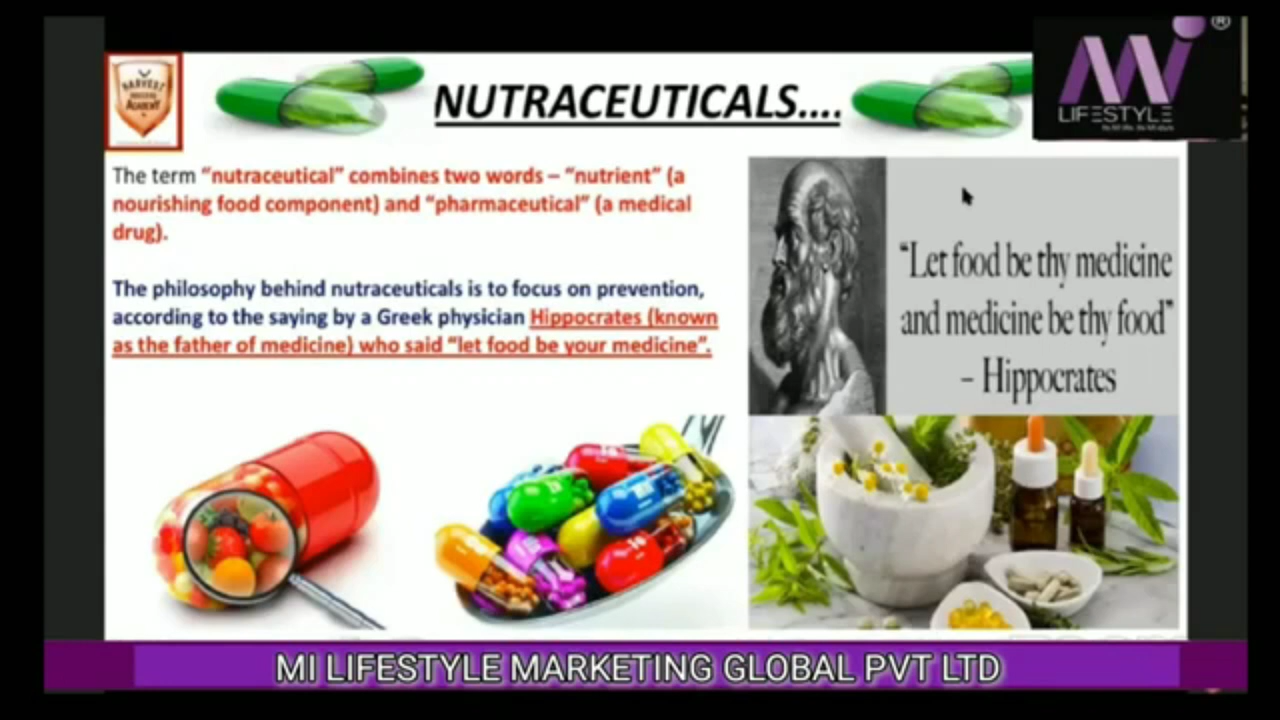 HARVEST
ACADEMY
NUTRACEUTICALS....
Mi
®
LIFESTYLE
The term “nutraceutical” combines two words – “nutrient” (a
nourishing food component) and “pharmaceutical” (a medical
drug).
The philosophy behind nutraceuticals is to focus on prevention,
according to the saying by a Greek physician Hippocrates (known
as the father of medicine) who said “let food be your medicine”.
“Let food be thy medicine
and medicine be thy food”
– Hippocrates
MI LIFESTYLE MARKETING GLOBAL PVT LTD